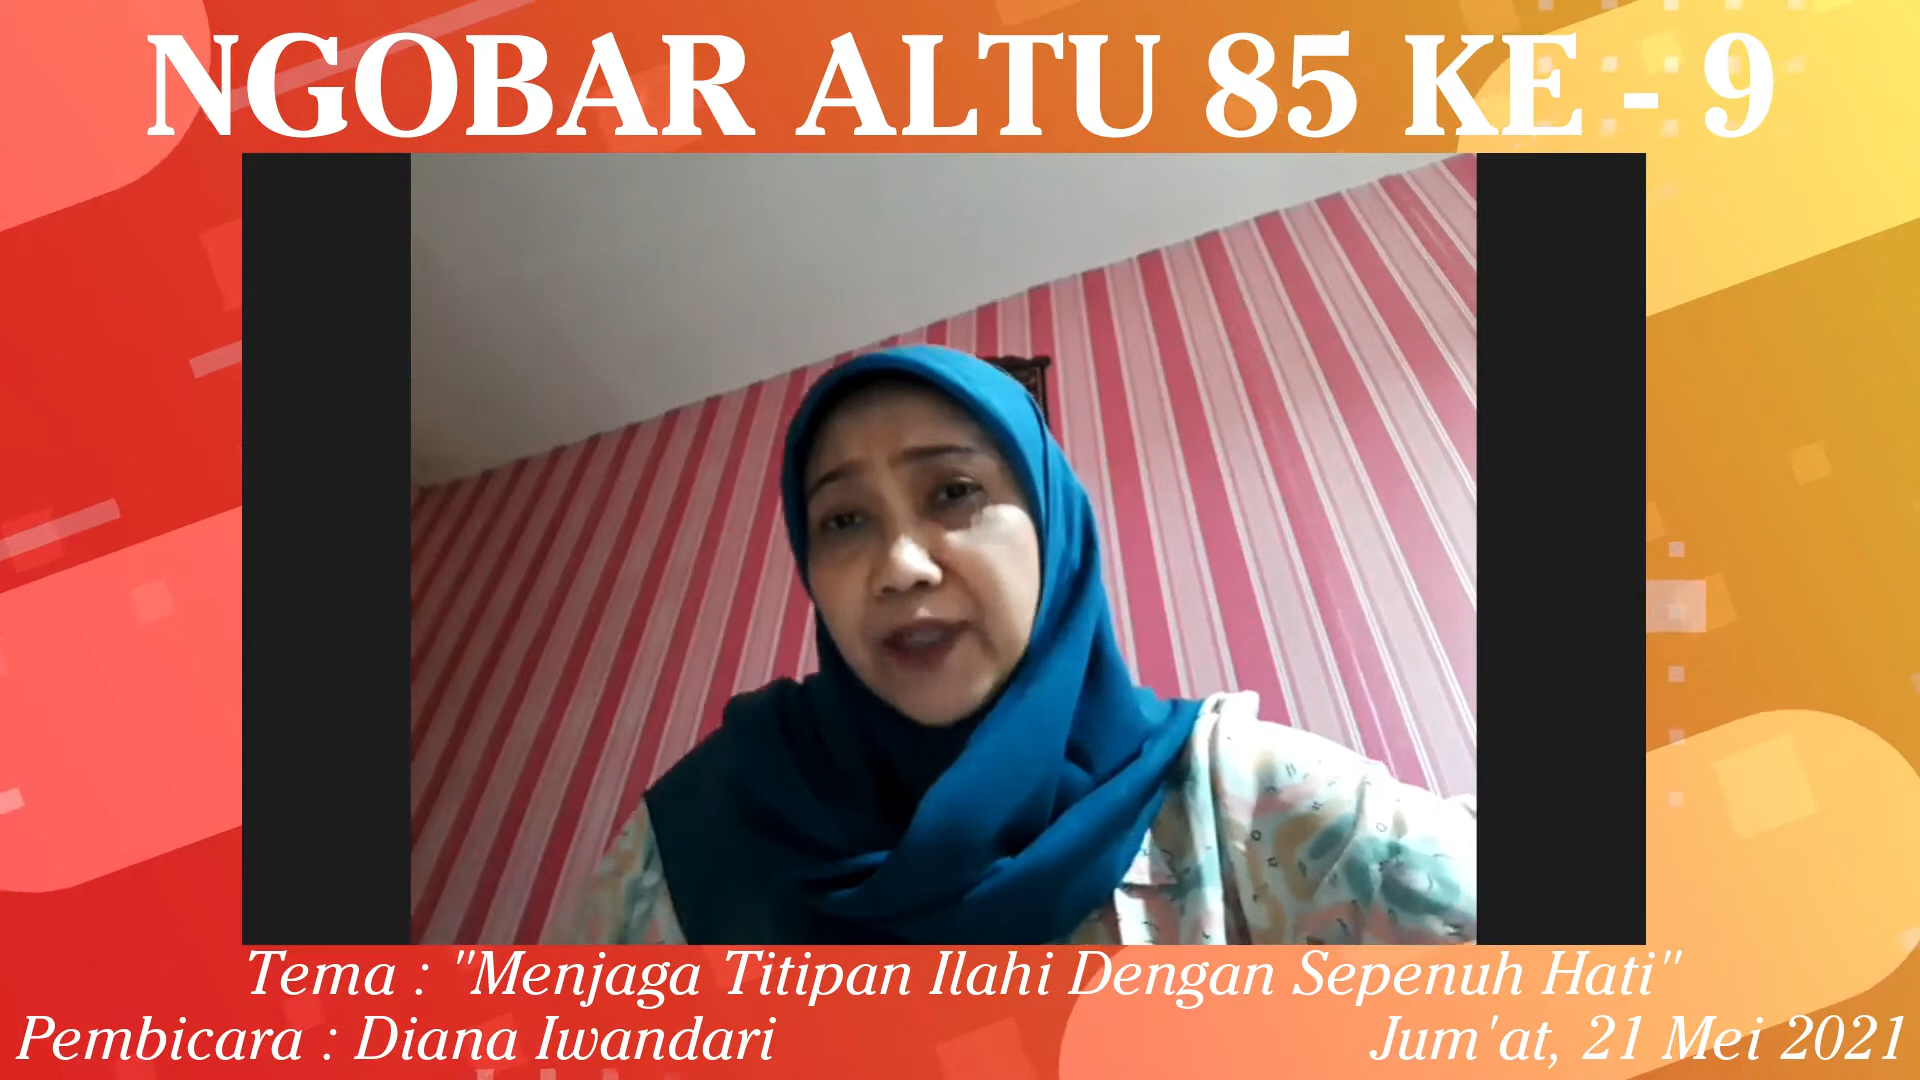 NGOBAR ALTU 85 KE - 9
Tema : "Menjaga Titipan Ilahi Dengan Sepenuh Hati"
Pembicara : Diana Iwandari
Jum'at, 21 Mei 2021